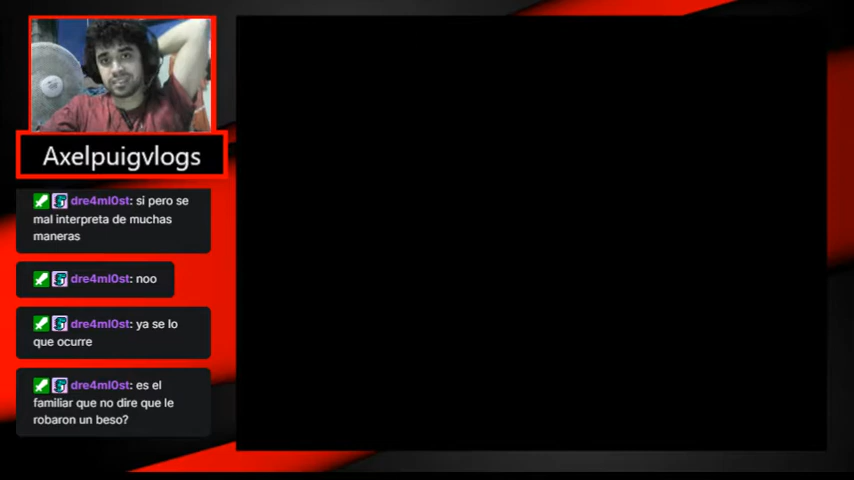 Axelpuigvlogs
dre4ml0st: si pero se
mal interpreta de muchas
maneras
dre4ml0st: noo
dre4ml0st: ya se lo
que ocurre
dre4ml0st: es el
familiar que no dire que le
robaron un beso?